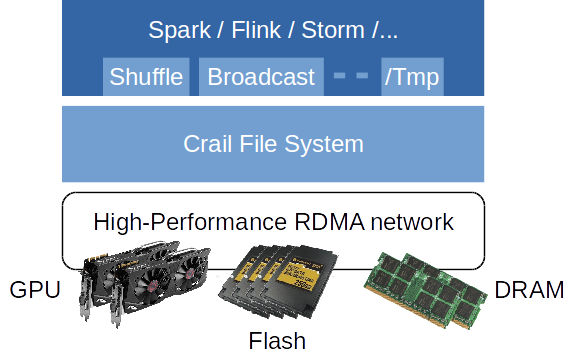 Spark / Flink / Storm /...
Shuffle Broadcast - - /Tmp
Crail File System
High-Performance RDMA network
GPU
DRAM
Flash